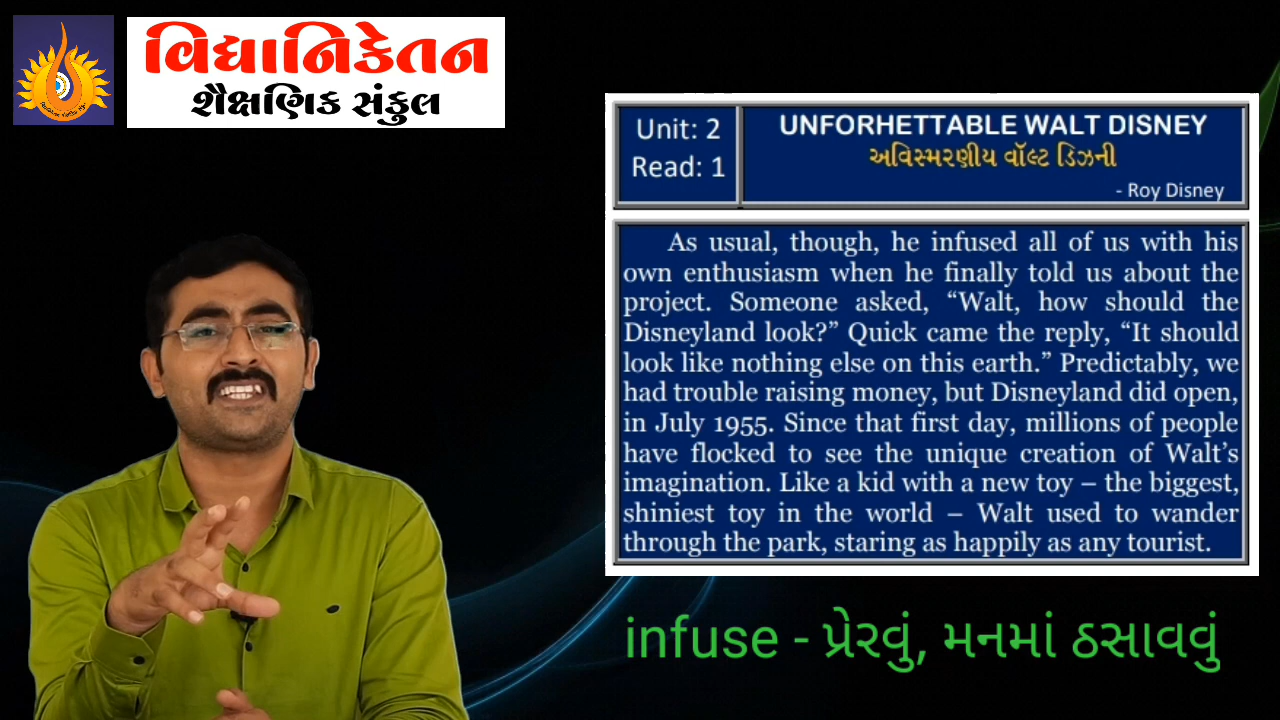 વિદ્યાનિકેતન
શૈક્ષણિક સંકુલ
Unit: 2
Read: 1
UNFORHETTABLE WALT DISNEY
અવિસ્મરણીય વૉલ્ટ ડિઝની
- Roy Disney
As usual, though, he infused all of us with his
own enthusiasm when he finally told us about the
project. Someone asked, “Walt, how should the
Disneyland look?” Quick came the reply, “It should
look like nothing else on this earth.” Predictably, we
had trouble raising money, but Disneyland did open,
in July 1955. Since that first day, millions of people
have flocked to see the unique creation of Walt’s
imagination. Like a kid with a new toy – the biggest,
shiniest toy in the world – Walt used to wander
through the park, staring as happily as any tourist.
infuse - પ્રેરવું, મનમાં ઠસાવવું